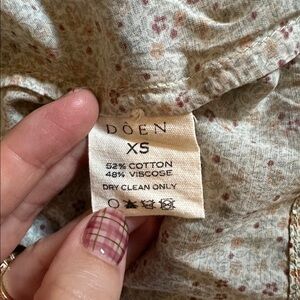 DÔEN
XS
52% COTTON
48% VISCOSE
DRY CLEAN ONLY